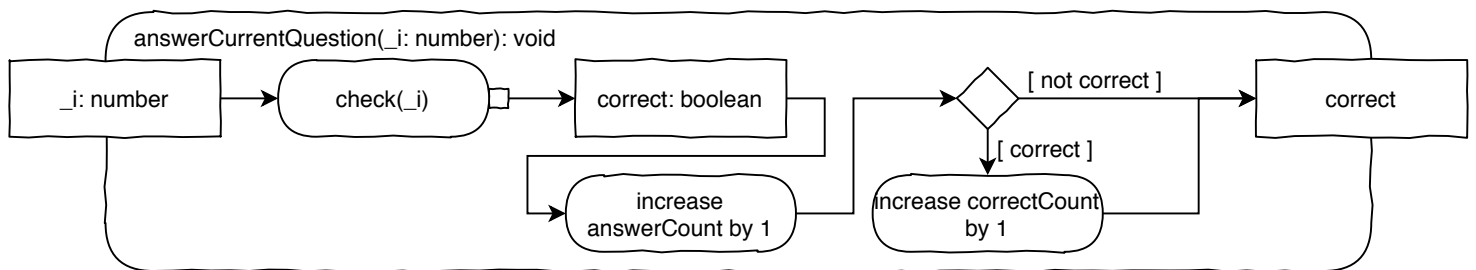 answerCurrentQuestion(_i: number): void
_i: number
check(_i)
correct: boolean
[ not correct ]
correct
[ correct ]
increase
answerCount by 1
increase correctCount
by 1